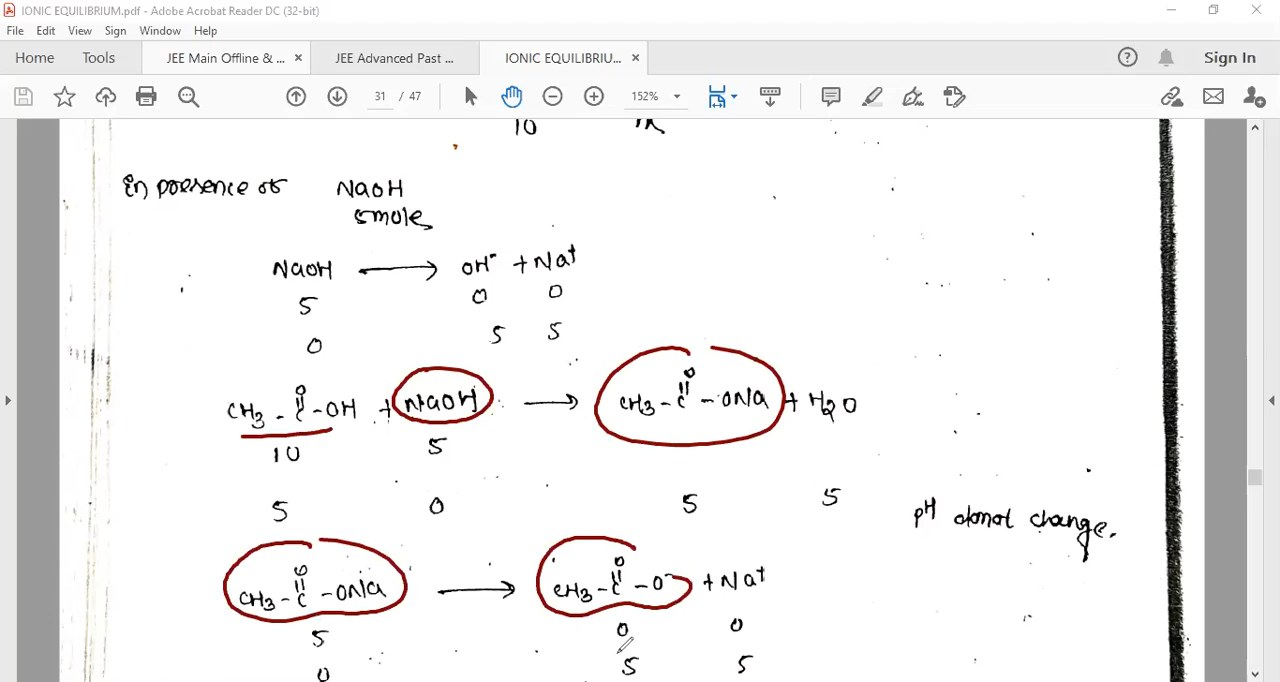 IONIC EQUILIBRIUM.pdf - Adobe Acrobat Reader DC (32-bit)
File Edit View Sign Window Help
Home Tools JEE Main Offline & ... × JEE Advanced Past ... IONIC EQUILIBRIU... × Sign In
31 / 47 152%
10
In presence of NaOH
5mole
NaOH → OH⁻ + Na⁺
5 0 0
0 5 5
O
CH3 - C - OH + NaOH → CH3 - C - ONa + H2O
10 5
5 0 5 5
pH donot change.
O
CH3 - C - ONa → CH3 - C - O⁻ + Na⁺
5 0 0
0 5 5